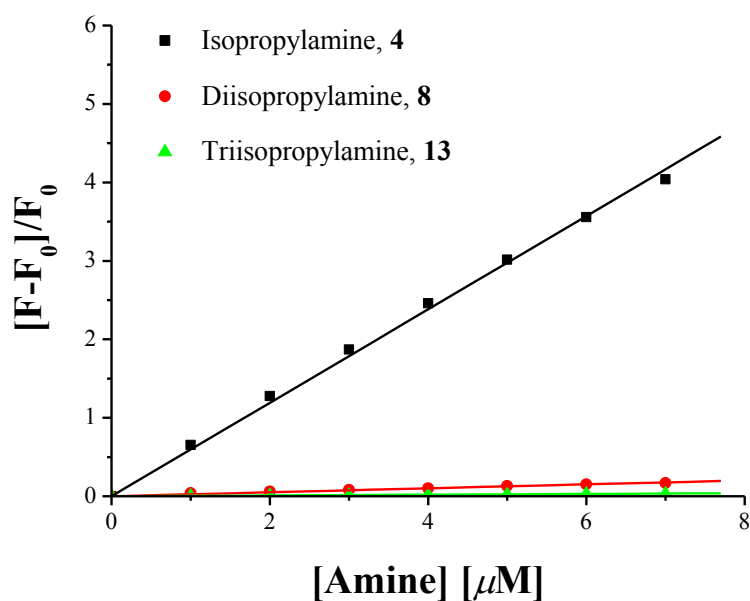 6
5
4
3
2
1
0
[F-F₀]/F₀
Isopropylamine, 4
Diisopropylamine, 8
Triisopropylamine, 13
0 2 4 6 8
[Amine] [μM]